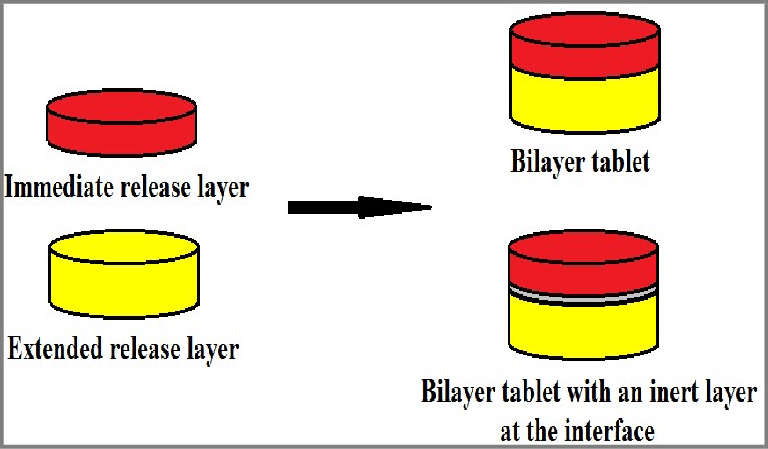 Immediate release layer
Extended release layer
Bilayer tablet
Bilayer tablet with an inert layer
at the interface